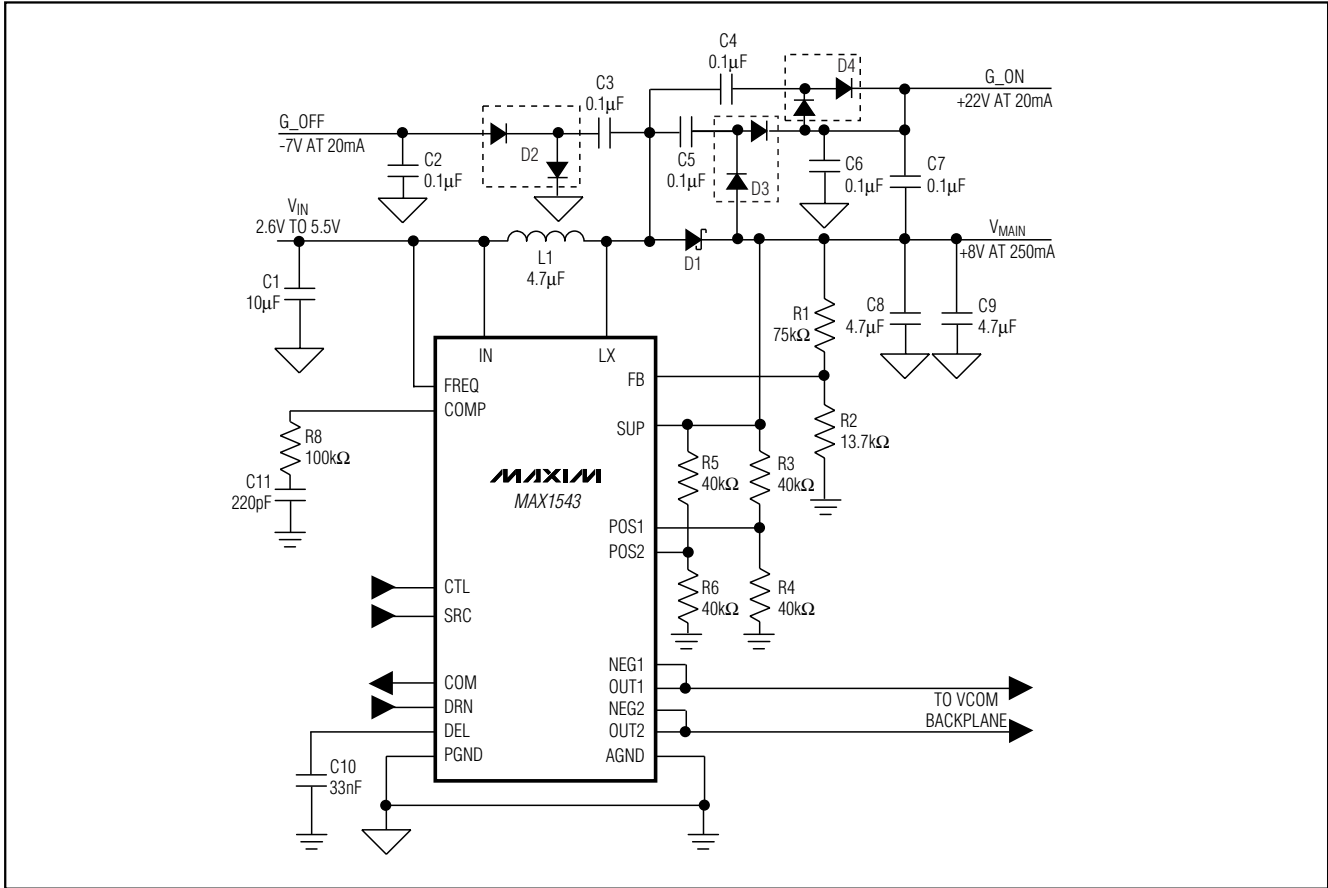 C4
0.1µF
D4
G_ON
+22V AT 20mA
C3
0.1µF
G_OFF
-7V AT 20mA
D2
C2
0.1µF
C5
0.1µF
D3
C6
0.1µF
C7
0.1µF
VIN
2.6V TO 5.5V
L1
4.7µF
D1
VMAIN
+8V AT 250mA
C1
10µF
R1
75kΩ
C8
4.7µF
C9
4.7µF
IN
LX
FB
FREQ
COMP
R8
100kΩ
SUP
R2
13.7kΩ
R5
40kΩ
R3
40kΩ
MAXIM
MAX1543
C11
220pF
POS1
POS2
CTL
SRC
R6
40kΩ
R4
40kΩ
NEG1
OUT1
COM
DRN
NEG2
OUT2
DEL
TO VCOM
BACKPLANE
PGND
AGND
C10
33nF